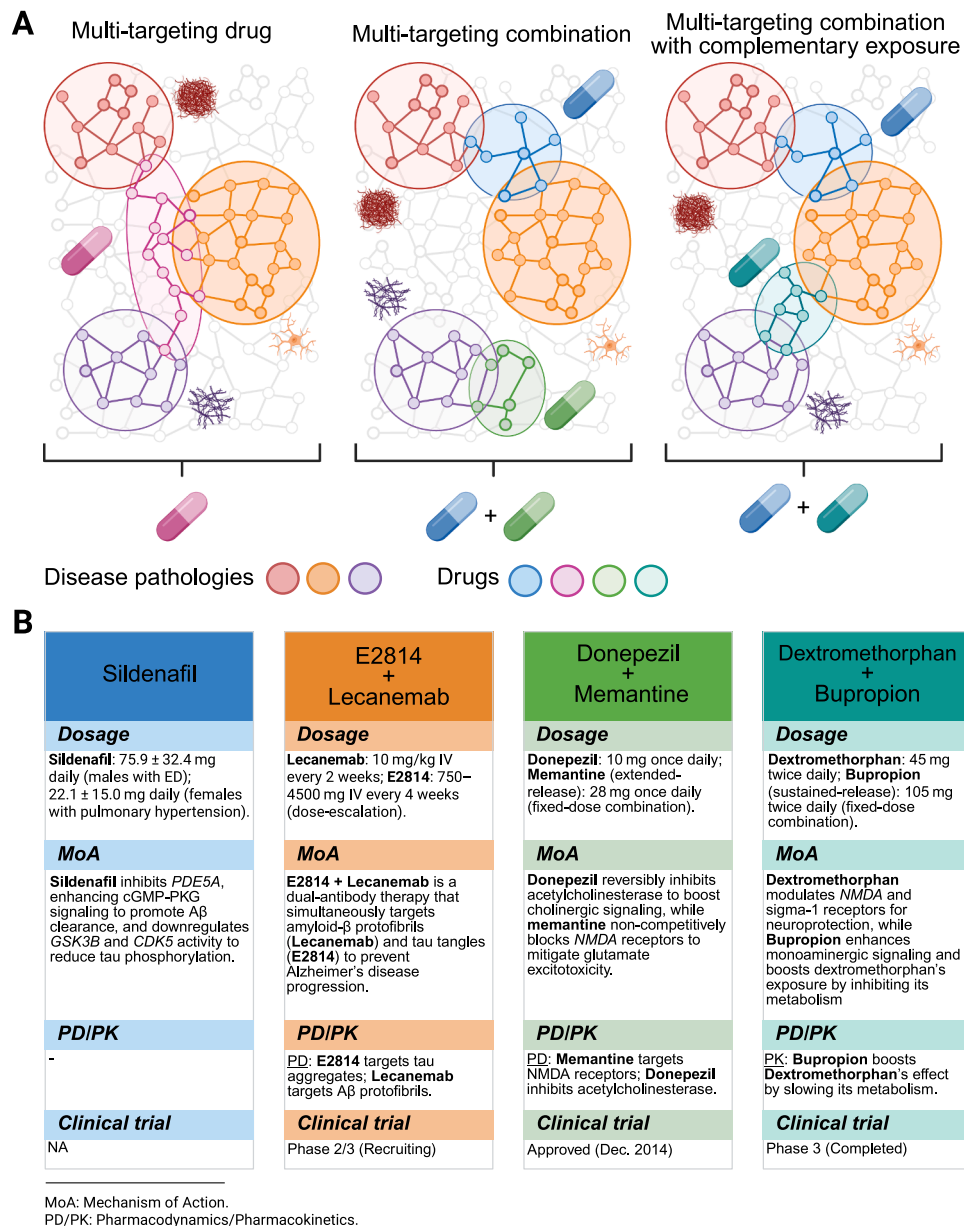 A
Multi-targeting drug
Multi-targeting combination
Multi-targeting combination
with complementary exposure
+
+
Disease pathologies
Drugs
B
Sildenafil
Dosage
Sildenafil: 75.9 ± 32.4 mg
daily (males with ED);
22.1 ± 15.0 mg daily (females
with pulmonary hypertension).
MoA
Sildenafil inhibits PDE5A,
enhancing cGMP-PKG
signaling to promote Aβ
clearance, and downregulates
GSK3B and CDK5 activity to
reduce tau phosphorylation.
PD/PK
-
Clinical trial
NA
E2814
+
Lecanemab
Dosage
Lecanemab: 10 mg/kg IV
every 2 weeks; E2814: 750–
4500 mg IV every 4 weeks
(dose-escalation).
MoA
E2814 + Lecanemab is a
dual-antibody therapy that
simultaneously targets
amyloid-β protofibrils
(Lecanemab) and tau tangles
(E2814) to prevent
Alzheimer's disease
progression.
PD/PK
PD: E2814 targets tau
aggregates; Lecanemab
targets Aβ protofibrils.
Clinical trial
Phase 2/3 (Recruiting)
Donepezil
+
Memantine
Dosage
Donepezil: 10 mg once daily;
Memantine (extended-
release): 28 mg once daily
(fixed-dose combination).
MoA
Donepezil reversibly inhibits
acetylcholinesterase to boost
cholinergic signaling, while
memantine non-competitively
blocks NMDA receptors to
mitigate glutamate
excitotoxicity.
PD/PK
PD: Memantine targets
NMDA receptors; Donepezil
inhibits acetylcholinesterase.
Clinical trial
Approved (Dec. 2014)
Dextromethorphan
+
Bupropion
Dosage
Dextromethorphan: 45 mg
twice daily; Bupropion
(sustained-release): 105 mg
twice daily (fixed-dose
combination).
MoA
Dextromethorphan
modulates NMDA and
sigma-1 receptors for
neuroprotection, while
Bupropion enhances
monoaminergic signaling and
boosts dextromethorphan's
exposure by inhibiting its
metabolism
PD/PK
PK: Bupropion boosts
Dextromethorphan's effect
by slowing its metabolism.
Clinical trial
Phase 3 (Completed)
MoA: Mechanism of Action.
PD/PK: Pharmacodynamics/Pharmacokinetics.